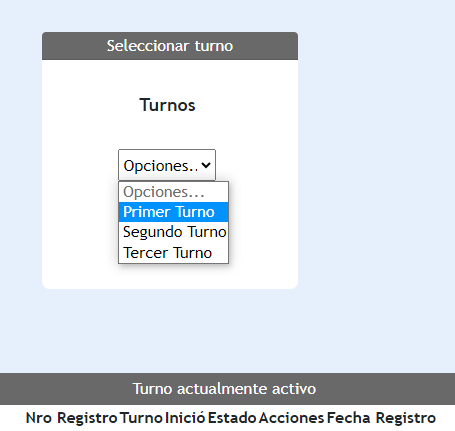 Seleccionar turno
Turnos
Opciones..
Opciones...
Primer Turno
Segundo Turno
Tercer Turno
Turno actualmente activo
Nro Registro Turno Inició Estado Acciones Fecha Registro